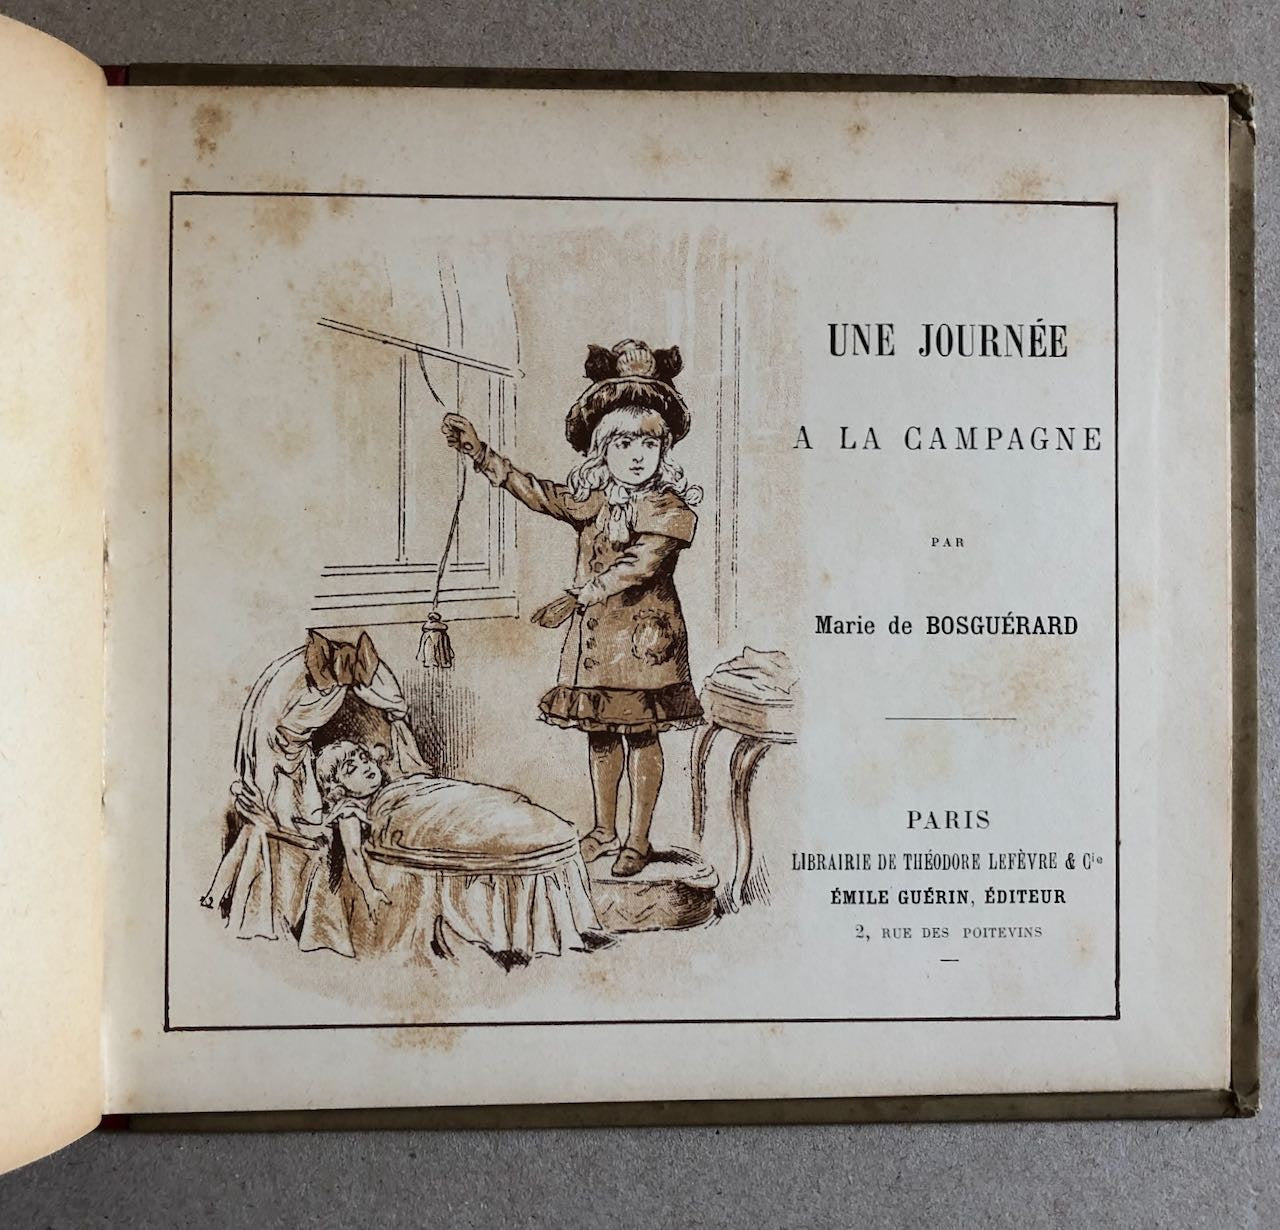 UNE JOURNÉE
A LA CAMPAGNE
PAR
Marie de BOSGUÉRARD
PARIS
LIBRAIRIE DE THÉODORE LEFÈVRE & Cie
ÉMILE GUÉRIN, ÉDITEUR
2, RUE DES POITEVINS